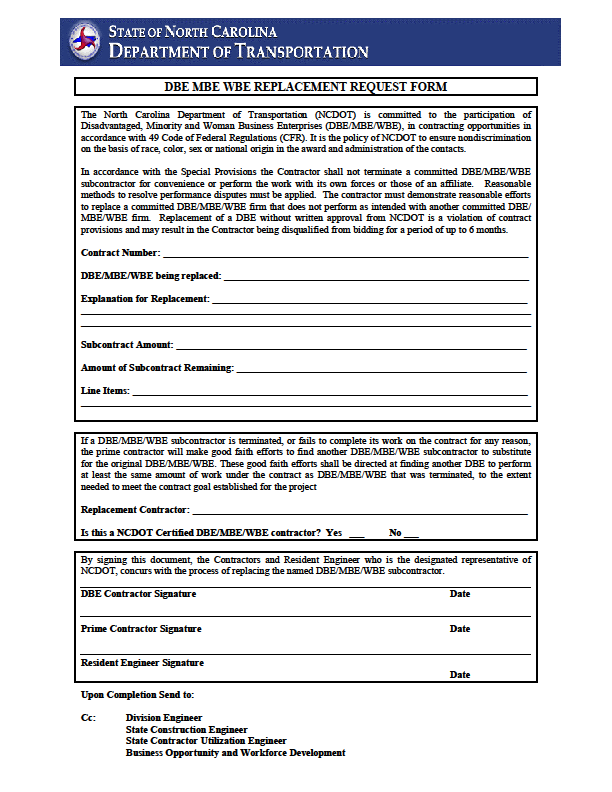 STATE OF NORTH CAROLINA
DEPARTMENT OF TRANSPORTATION
DBE MBE WBE REPLACEMENT REQUEST FORM
The North Carolina Department of Transportation (NCDOT) is committed to the participation of
Disadvantaged, Minority and Woman Business Enterprises (DBE/MBE/WBE), in contracting opportunities in
accordance with 49 Code of Federal Regulations (CFR). It is the policy of NCDOT to ensure nondiscrimination
on the basis of race, color, sex or national origin in the award and administration of the contacts.
In accordance with the Special Provisions the Contractor shall not terminate a committed DBE/MBE/WBE
subcontractor for convenience or perform the work with its own forces or those of an affiliate. Reasonable
methods to resolve performance disputes must be applied. The contractor must demonstrate reasonable efforts
to replace a committed DBE/MBE/WBE firm that does not perform as intended with another committed DBE/
MBE/WBE firm. Replacement of a DBE without written approval from NCDOT is a violation of contract
provisions and may result in the Contractor being disqualified from bidding for a period of up to 6 months.
Contract Number:
DBE/MBE/WBE being replaced:
Explanation for Replacement:
Subcontract Amount:
Amount of Subcontract Remaining:
Line Items:
If a DBE/MBE/WBE subcontractor is terminated, or fails to complete its work on the contract for any reason,
the prime contractor will make good faith efforts to find another DBE/MBE/WBE subcontractor to substitute
for the original DBE/MBE/WBE. These good faith efforts shall be directed at finding another DBE to perform
at least the same amount of work under the contract as DBE/MBE/WBE that was terminated, to the extent
needed to meet the contract goal established for the project
Replacement Contractor:
Is this a NCDOT Certified DBE/MBE/WBE contractor? Yes ___ No ___
By signing this document, the Contractors and Resident Engineer who is the designated representative of
NCDOT, concurs with the process of replacing the named DBE/MBE/WBE subcontractor.
DBE Contractor Signature Date
Prime Contractor Signature Date
Resident Engineer Signature
Date
Upon Completion Send to:
Cc: Division Engineer
State Construction Engineer
State Contractor Utilization Engineer
Business Opportunity and Workforce Development